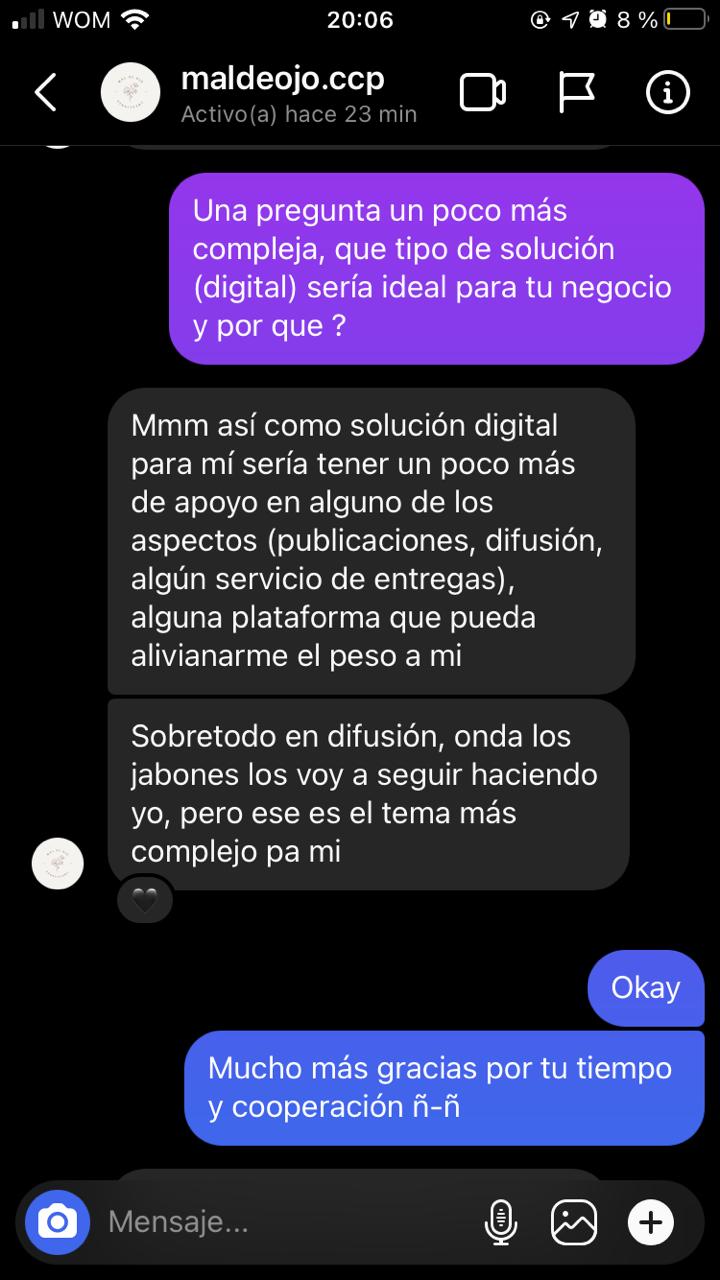 WOM
20:06
8 %
maldeojo.ccp
Activo(a) hace 23 min
Una pregunta un poco más
compleja, que tipo de solución
(digital) sería ideal para tu negocio
y por que ?
Mmm así como solución digital
para mí sería tener un poco más
de apoyo en alguno de los
aspectos (publicaciones, difusión,
algún servicio de entregas),
alguna plataforma que pueda
alivianarme el peso a mi
Sobretodo en difusión, onda los
jabones los voy a seguir haciendo
yo, pero ese es el tema más
complejo pa mi
Okay
Mucho más gracias por tu tiempo
y cooperación ñ-ñ
Mensaje...